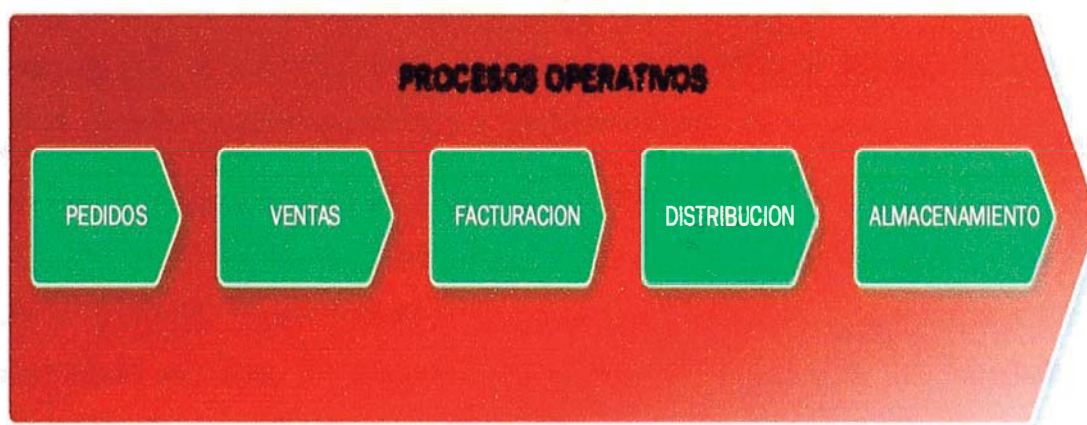 PROCESOS OPERATIVOS
PEDIDOS
VENTAS
FACTURACION
DISTRIBUCION
ALMACENAMIENTO